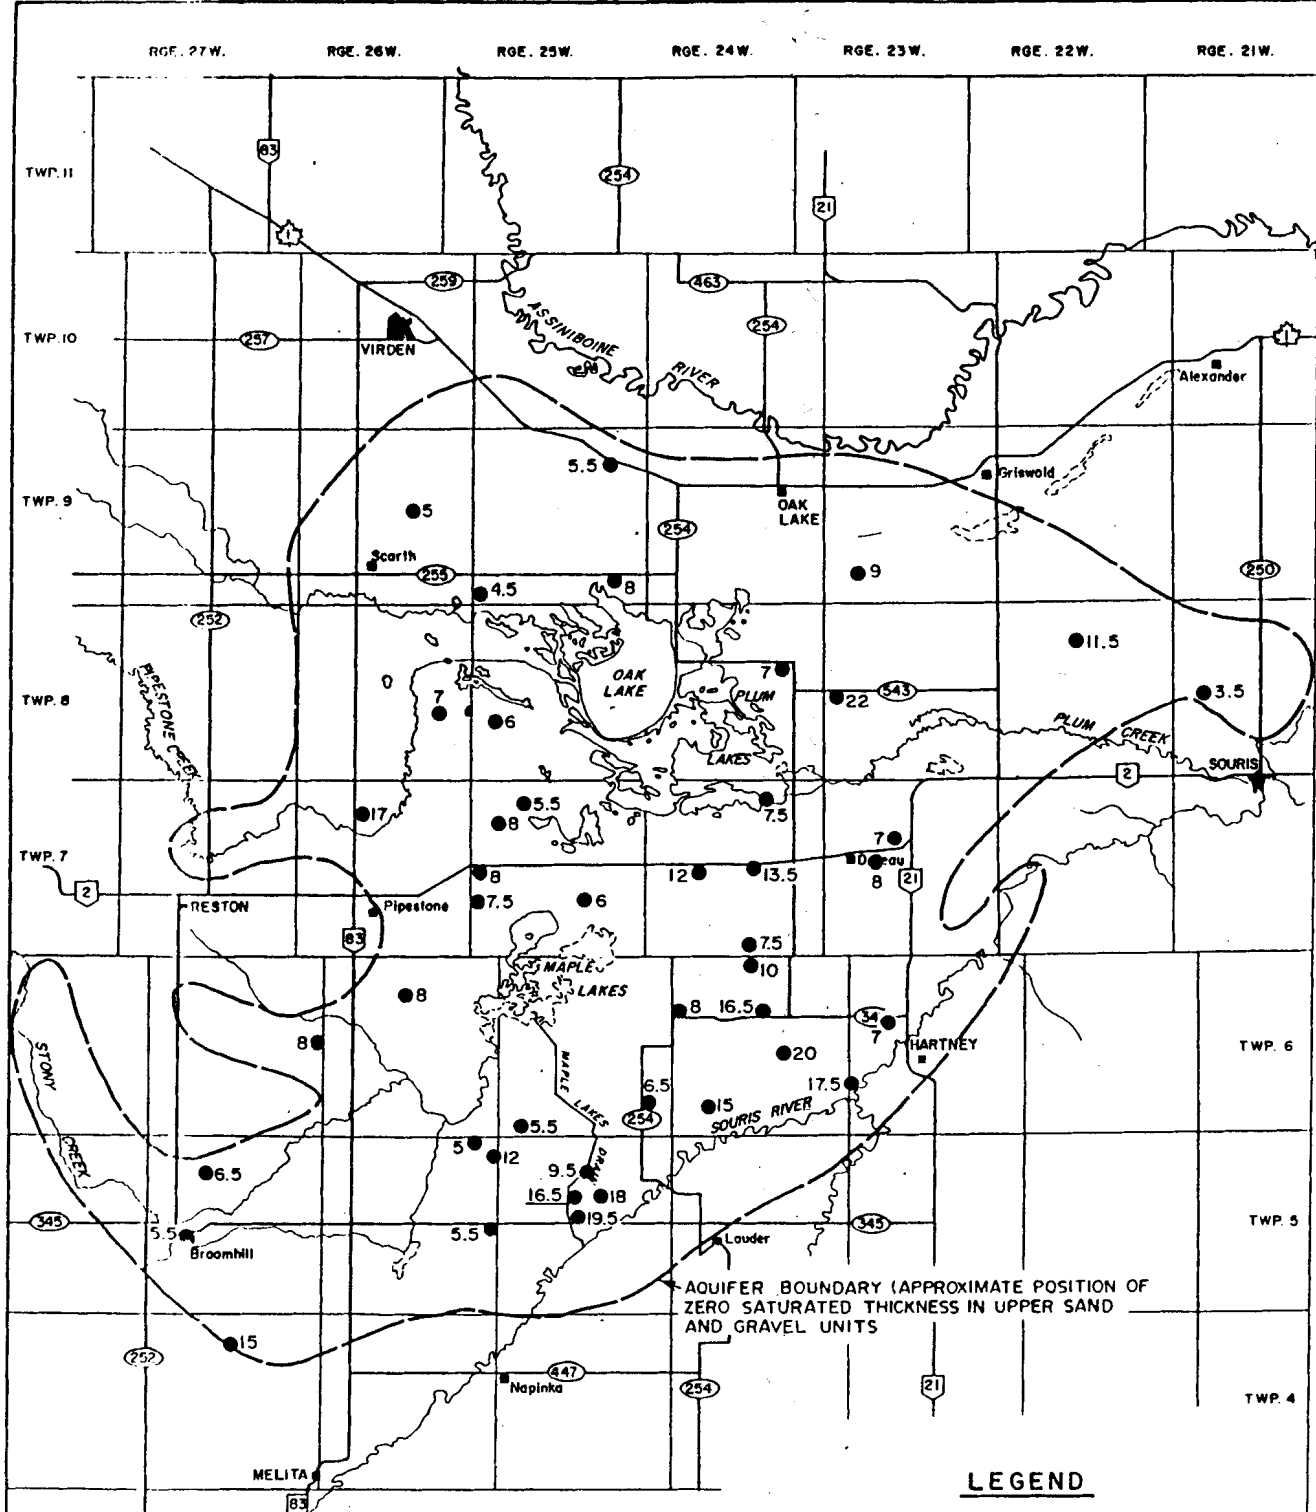 RGE. 27W. RGE. 26W. RGE. 25W. RGE. 24W. RGE. 23W. RGE. 22W. RGE. 21W.
TWP. 11
83
254
21
1
259
463
ASSINIBOINE RIVER
TWP. 10
257
VIRDEN
254
1
Alexander
5.5
Griswold
TWP. 9
5
OAK
LAKE
254
Scarth
255
4.5
8
9
250
252
11.5
OAK
LAKE
7
PLUM
LAKES
22
543
3.5
TWP. 8
PIPESTONE CREEK
7
6
PLUM CREEK
SOURIS
2
17
5.5
8
7.5
7
TWP. 7
2
8
12
13.5
8
21
RESTON
Pipestone
7.5
6
83
7.5
10
MAPLE
LAKES
8
8
16.5
34
7
8
HARTNEY
TWP. 6
STONY CREEK
MAPLE LAKES DRAIN
20
6.5
254
15
17.5
SOURIS RIVER
5.5
5
12
6.5
9.5
16.5
18
19.5
345
5.5
Broomhill
5.5
345
TWP. 5
Lauder
AQUIFER BOUNDARY (APPROXIMATE POSITION OF
ZERO SATURATED THICKNESS IN UPPER SAND
AND GRAVEL UNITS
15
252
447
Napinka
254
21
TWP. 4
MELITA
83
LEGEND